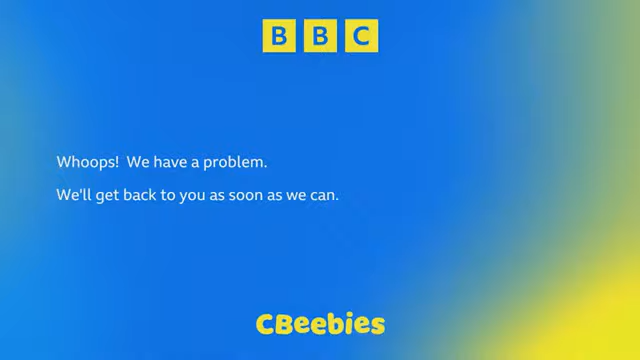 BBC
Whoops!  We have a problem.
We'll get back to you as soon as we can.
CBeebies